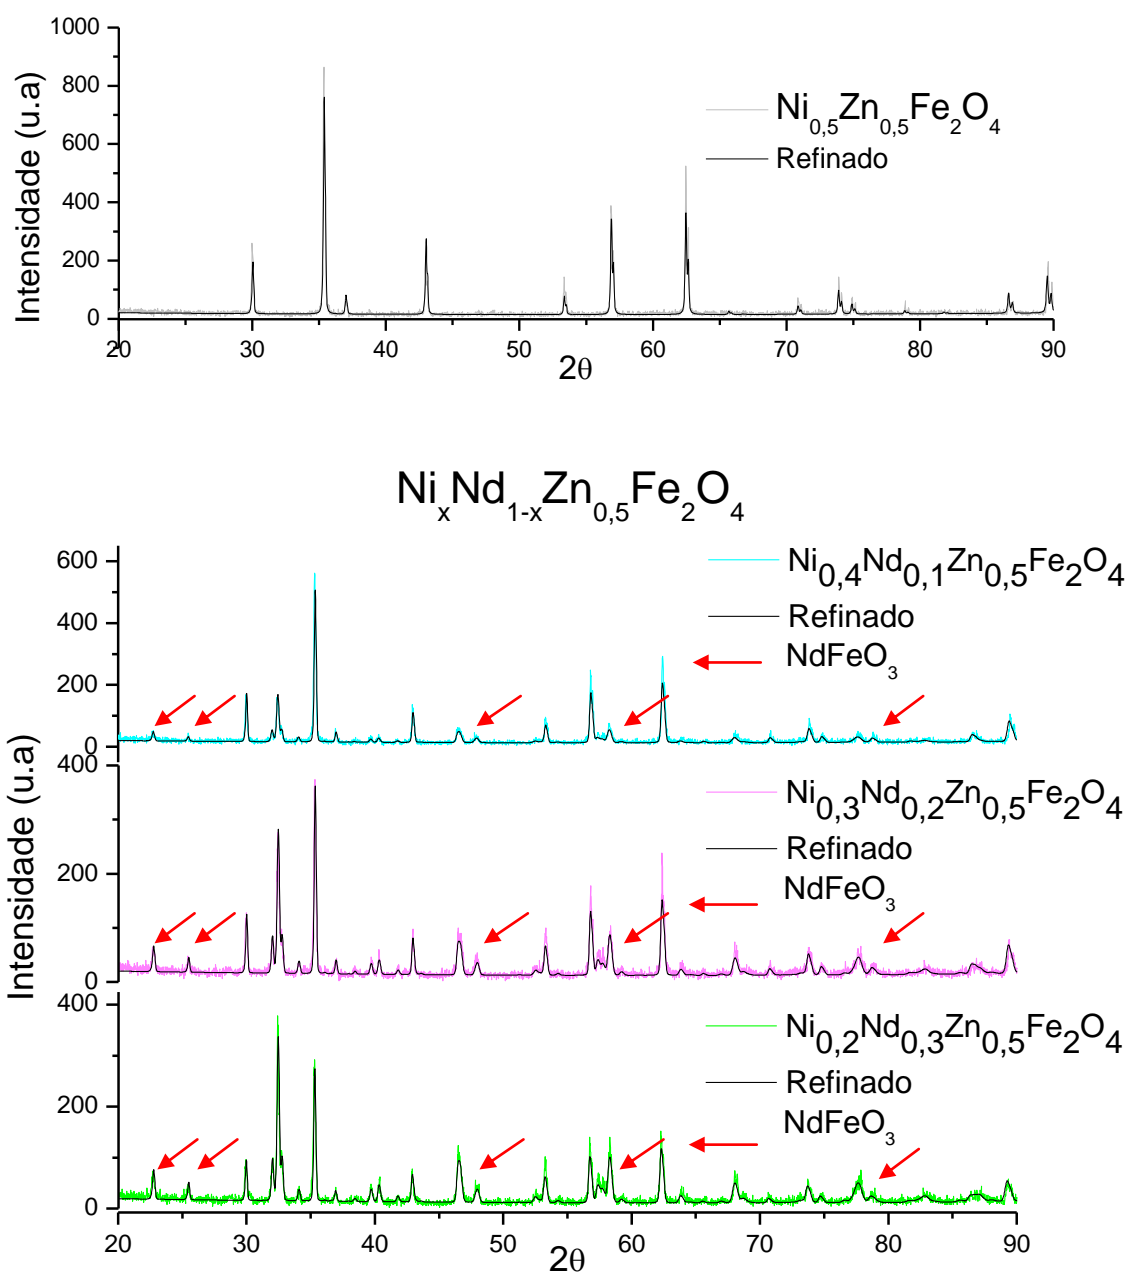 1000
800
600
400
200
0
Intensidade (u.a)
Ni0,5Zn0,5Fe2O4
Refinado
20 30 40 50 60 70 80 90
2θ
NixNd1-xZn0,5Fe2O4
600
400
200
0
Ni0,4Nd0,1Zn0,5Fe2O4
Refinado
NdFeO3
Intensidade (u.a)
400
200
0
Ni0,3Nd0,2Zn0,5Fe2O4
Refinado
NdFeO3
400
200
0
Ni0,2Nd0,3Zn0,5Fe2O4
Refinado
NdFeO3
20 30 40 50 60 70 80 90
2θ